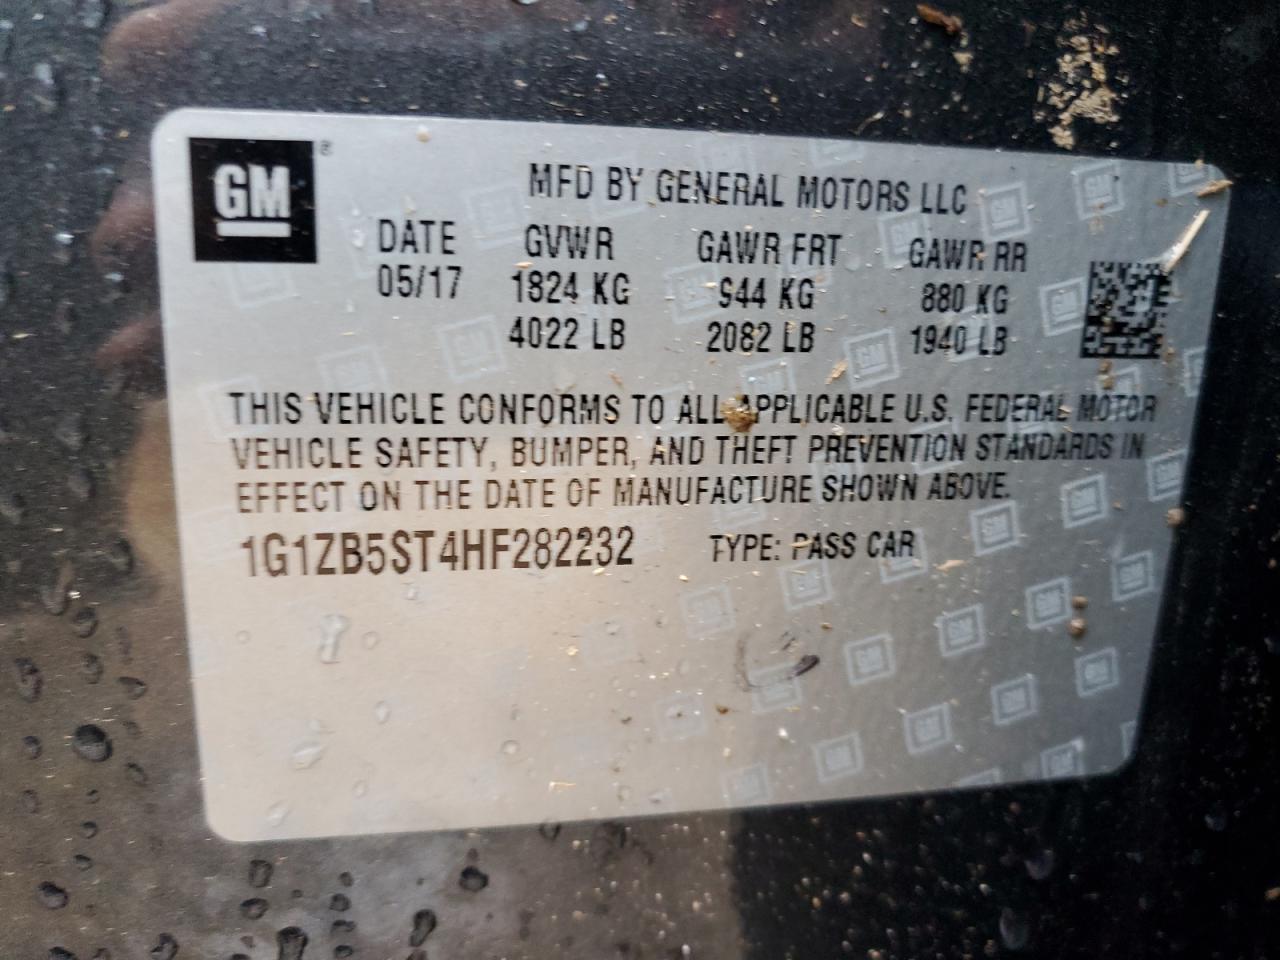 GM ®
MFD BY GENERAL MOTORS LLC
DATE GVWR GAWR FRT GAWR RR
05/17 1824 KG 944 KG 880 KG
4022 LB 2082 LB 1940 LB
THIS VEHICLE CONFORMS TO ALL APPLICABLE U.S. FEDERAL MOTOR
VEHICLE SAFETY, BUMPER, AND THEFT PREVENTION STANDARDS IN
EFFECT ON THE DATE OF MANUFACTURE SHOWN ABOVE.
1G1ZB5ST4HF282232 TYPE: PASS CAR